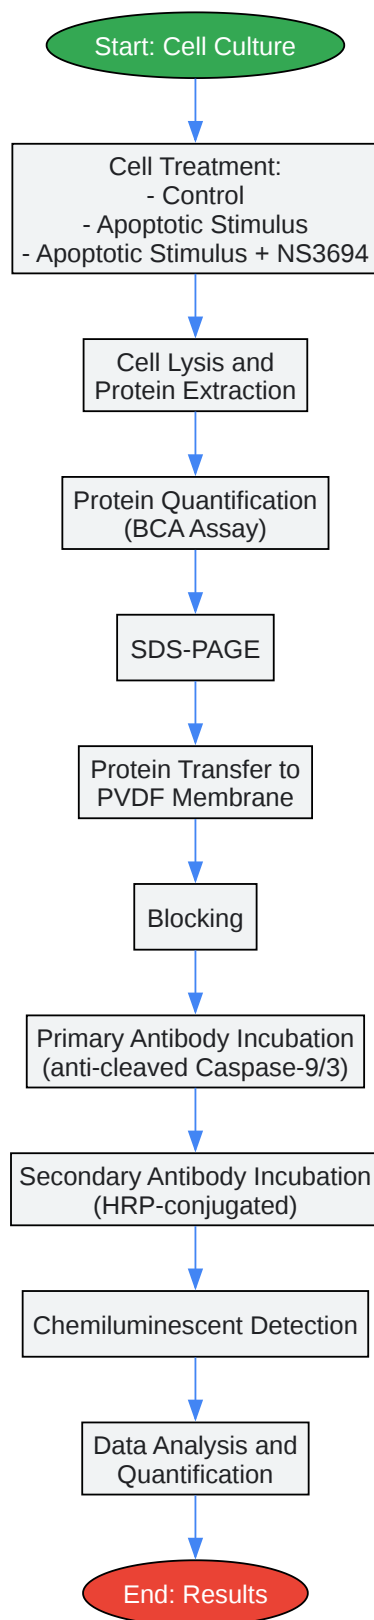 Start: Cell Culture
Cell Treatment:
- Control
- Apoptotic Stimulus
- Apoptotic Stimulus + NS3694
Cell Lysis and
Protein Extraction
Protein Quantification
(BCA Assay)
SDS-PAGE
Protein Transfer to
PVDF Membrane
Blocking
Primary Antibody Incubation
(anti-cleaved Caspase-9/3)
Secondary Antibody Incubation
(HRP-conjugated)
Chemiluminescent Detection
Data Analysis and
Quantification
End: Results